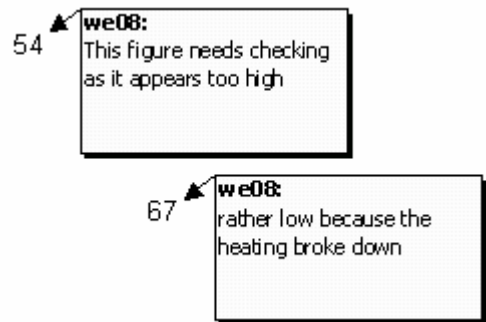 54
we08:
This figure needs checking
as it appears too high
67
we08:
rather low because the
heating broke down